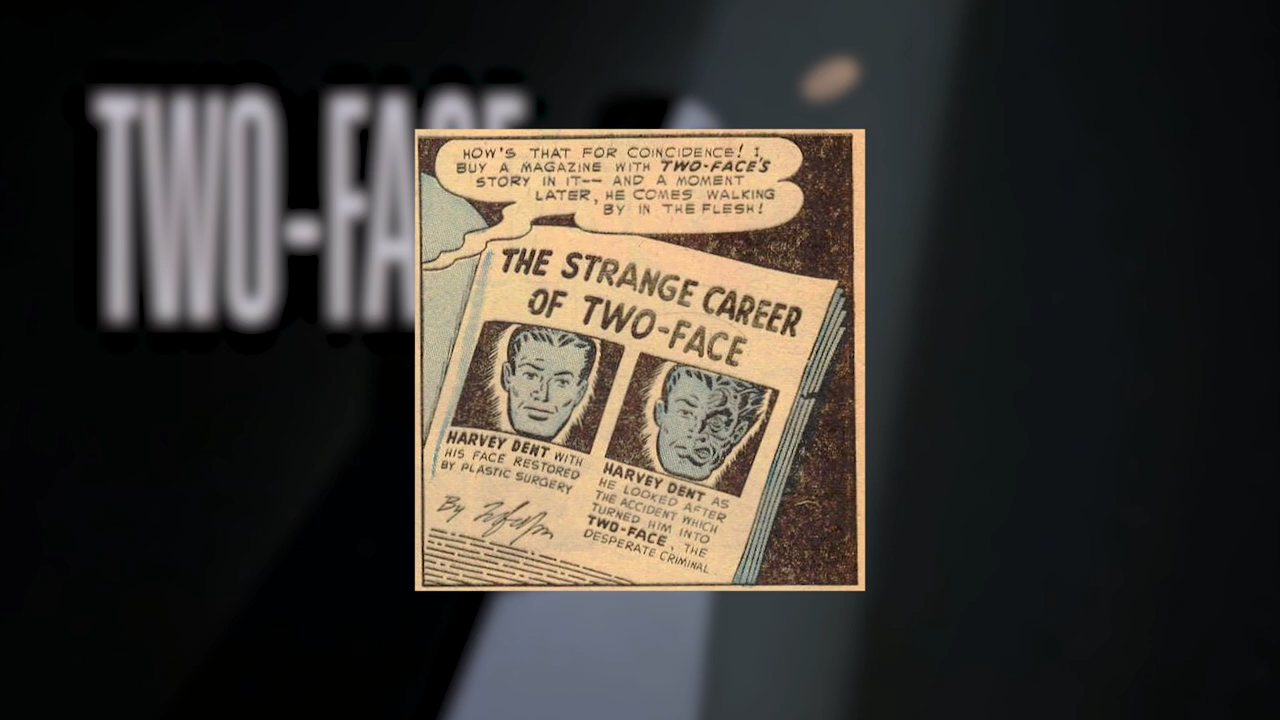 TWO-FACE
HOW'S THAT FOR COINCIDENCE! I
BUY A MAGAZINE WITH TWO-FACE'S
STORY IN IT-- AND A MOMENT
LATER, HE COMES WALKING
BY IN THE FLESH!
THE STRANGE CAREER
OF TWO-FACE
HARVEY DENT WITH
HIS FACE RESTORED
BY PLASTIC SURGERY
HARVEY DENT AS
HE LOOKED AFTER
THE ACCIDENT WHICH
TURNED HIM INTO
TWO-FACE, THE
DESPERATE CRIMINAL
By